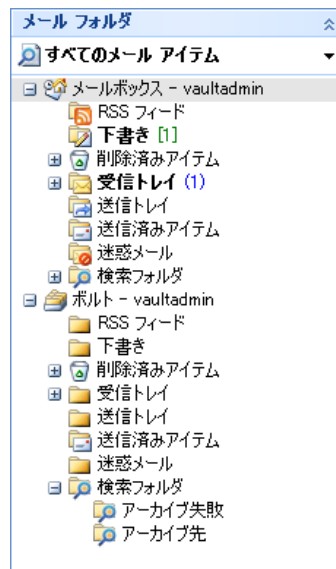 メール フォルダ
すべてのメール アイテム
メールボックス - vaultadmin
RSS フィード
下書き [1]
削除済みアイテム
受信トレイ (1)
送信トレイ
送信済みアイテム
迷惑メール
検索フォルダ
ボルト - vaultadmin
RSS フィード
下書き
削除済みアイテム
受信トレイ
送信トレイ
送信済みアイテム
迷惑メール
検索フォルダ
アーカイブ失敗
アーカイブ先